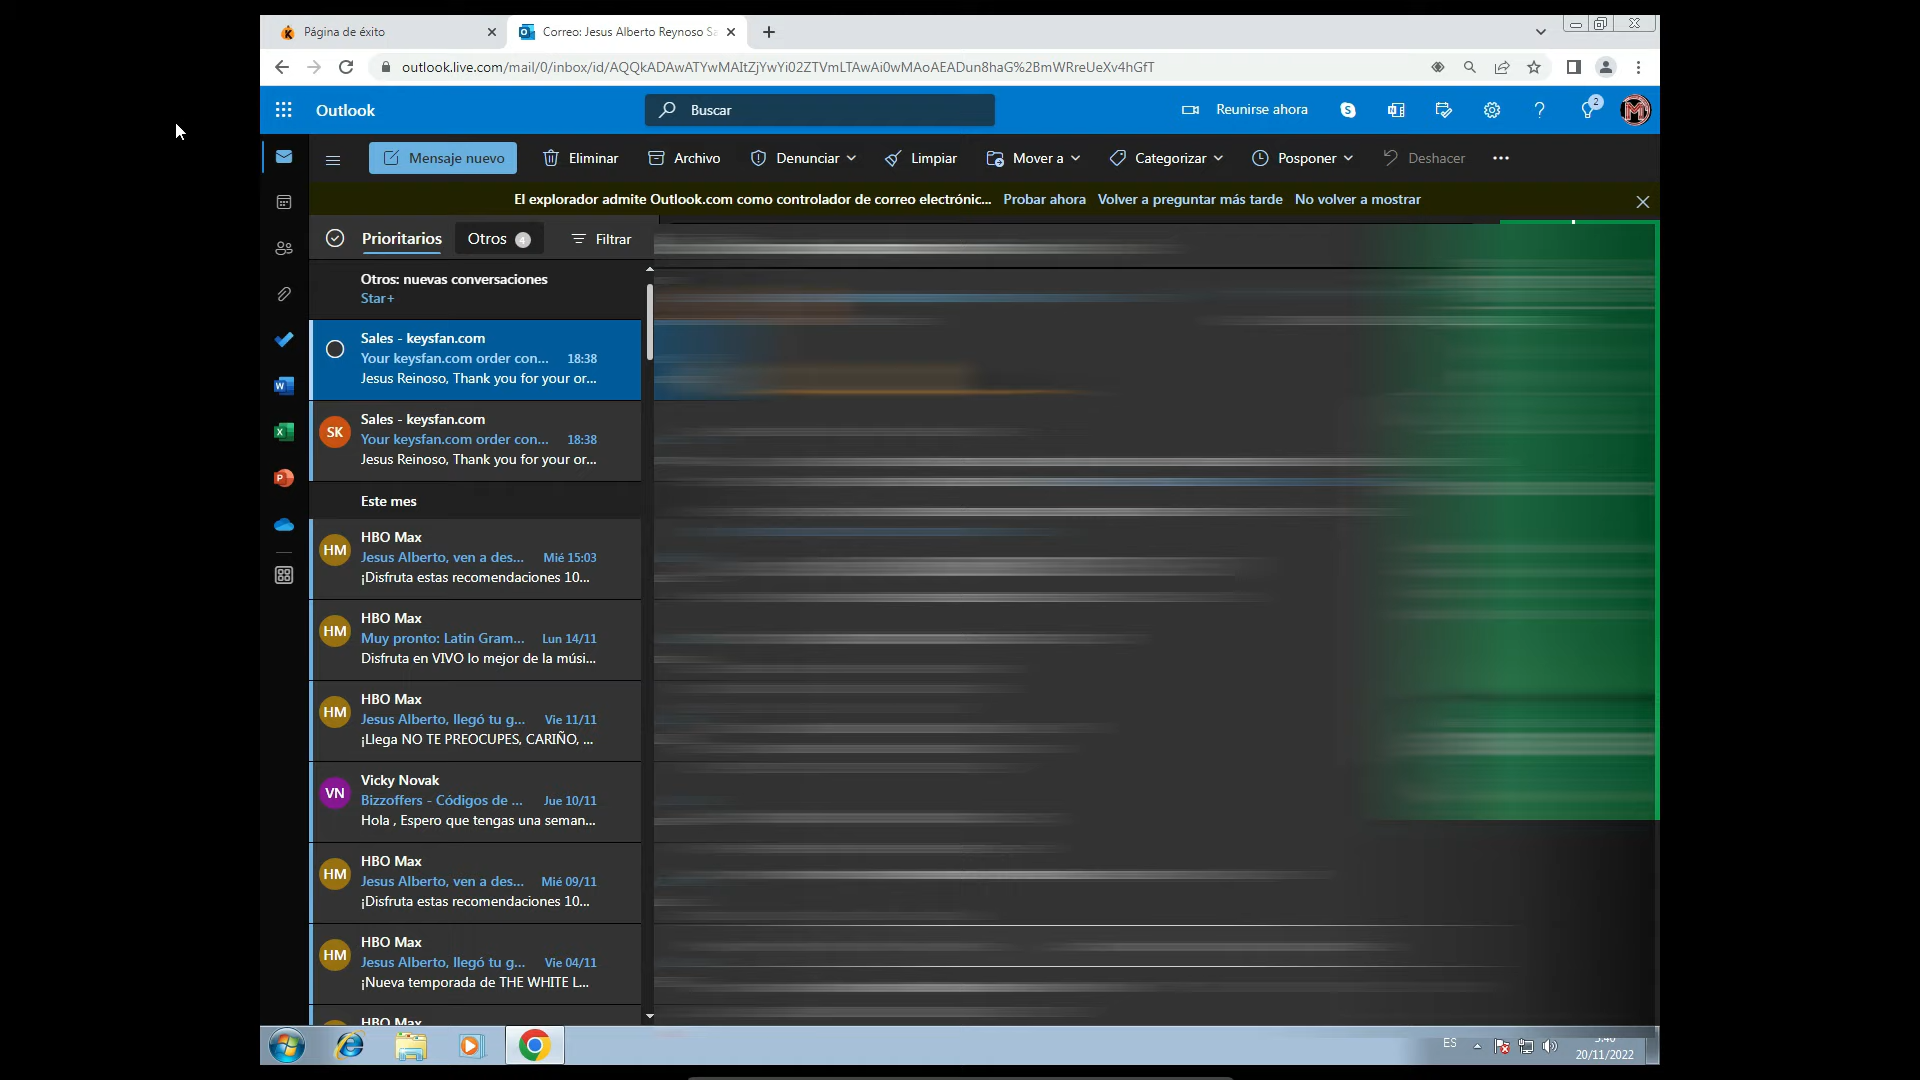 Página de éxito
Correo: Jesus Alberto Reynoso Sa
outlook.live.com/mail/0/inbox/id/AQQkADAwATYwMAItZjYwYi02ZTVmLTAwAi0wMAoAEADun8haG%2BmWRreUeXv4hGfT
Outlook
Buscar
Reunirse ahora
2
Mensaje nuevo
Eliminar
Archivo
Denunciar
Limpiar
Mover a
Categorizar
Posponer
Deshacer
El explorador admite Outlook.com como controlador de correo electrónic...
Probar ahora
Volver a preguntar más tarde
No volver a mostrar
Prioritarios
Otros 4
Filtrar
Otros: nuevas conversaciones
Star+
Sales - keysfan.com
Your keysfan.com order con... 18:38
Jesus Reinoso, Thank you for your or...
SK
Sales - keysfan.com
Your keysfan.com order con... 18:38
Jesus Reinoso, Thank you for your or...
Este mes
HM
HBO Max
Jesus Alberto, ven a des... Mié 15:03
¡Disfruta estas recomendaciones 10...
HM
HBO Max
Muy pronto: Latin Gram... Lun 14/11
Disfruta en VIVO lo mejor de la músi...
HM
HBO Max
Jesus Alberto, llegó tu g... Vie 11/11
¡Llega NO TE PREOCUPES, CARIÑO, ...
VN
Vicky Novak
Bizzoffers - Códigos de ... Jue 10/11
Hola , Espero que tengas una seman...
HM
HBO Max
Jesus Alberto, ven a des... Mié 09/11
¡Disfruta estas recomendaciones 10...
HM
HBO Max
Jesus Alberto, llegó tu g... Vie 04/11
¡Nueva temporada de THE WHITE L...
HBO Max
ES
20/11/2022